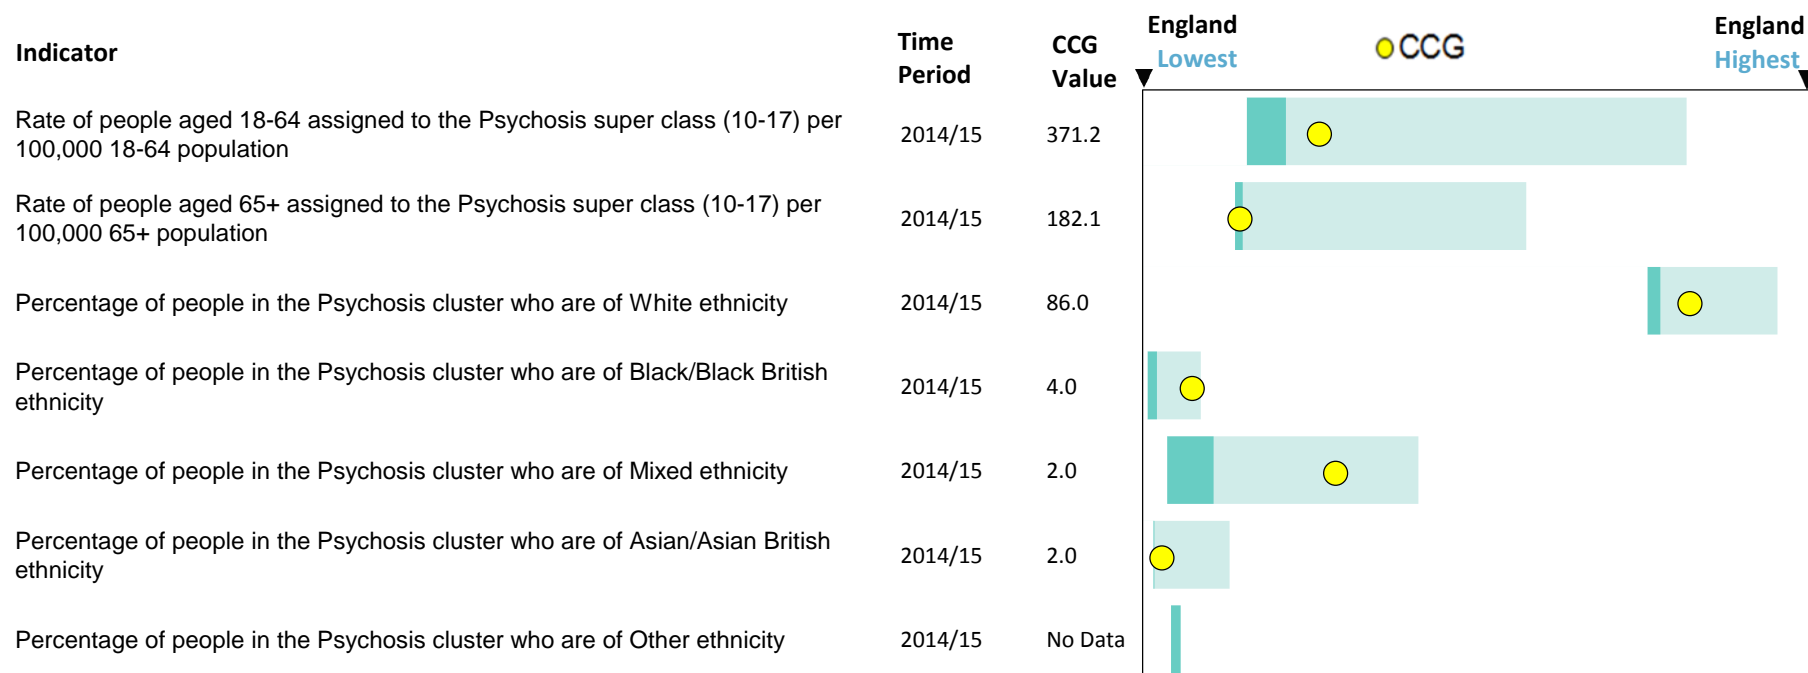 Indicator
Time
Period
CCG
Value
England
Lowest
CCG
England
Highest
Rate of people aged 18-64 assigned to the Psychosis super class (10-17) per
100,000 18-64 population
2014/15
371.2
Rate of people aged 65+ assigned to the Psychosis super class (10-17) per
100,000 65+ population
2014/15
182.1
Percentage of people in the Psychosis cluster who are of White ethnicity
2014/15
86.0
Percentage of people in the Psychosis cluster who are of Black/Black British
ethnicity
2014/15
4.0
Percentage of people in the Psychosis cluster who are of Mixed ethnicity
2014/15
2.0
Percentage of people in the Psychosis cluster who are of Asian/Asian British
ethnicity
2014/15
2.0
Percentage of people in the Psychosis cluster who are of Other ethnicity
2014/15
No Data